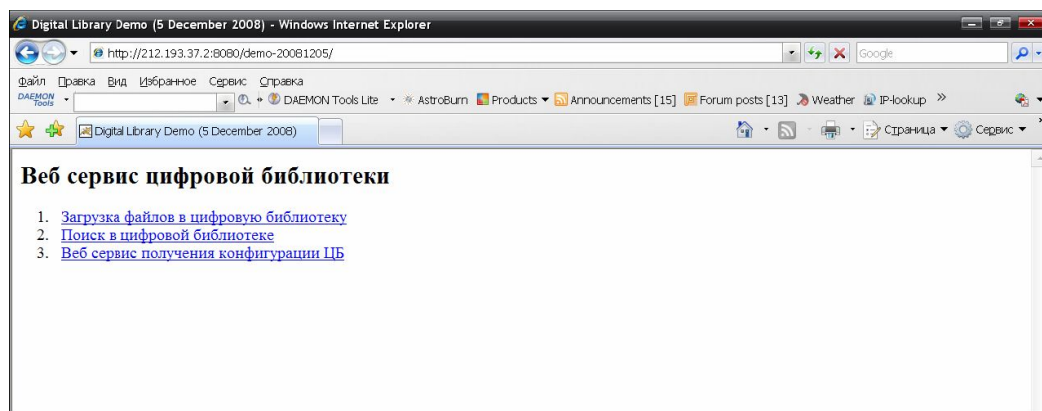 Digital Library Demo (5 December 2008) - Windows Internet Explorer
http://212.193.37.2:8080/demo-20081205/
Google
Файл Правка Вид Избранное Сервис Справка
DAEMON Tools
DAEMON Tools Lite AstroBurn Products Announcements [15] Forum posts [13] Weather IP-lookup »
Digital Library Demo (5 December 2008)
Страница Сервис
Веб сервис цифровой библиотеки
1. Загрузка файлов в цифровую библиотеку
2. Поиск в цифровой библиотеке
3. Веб сервис получения конфигурации ЦБ